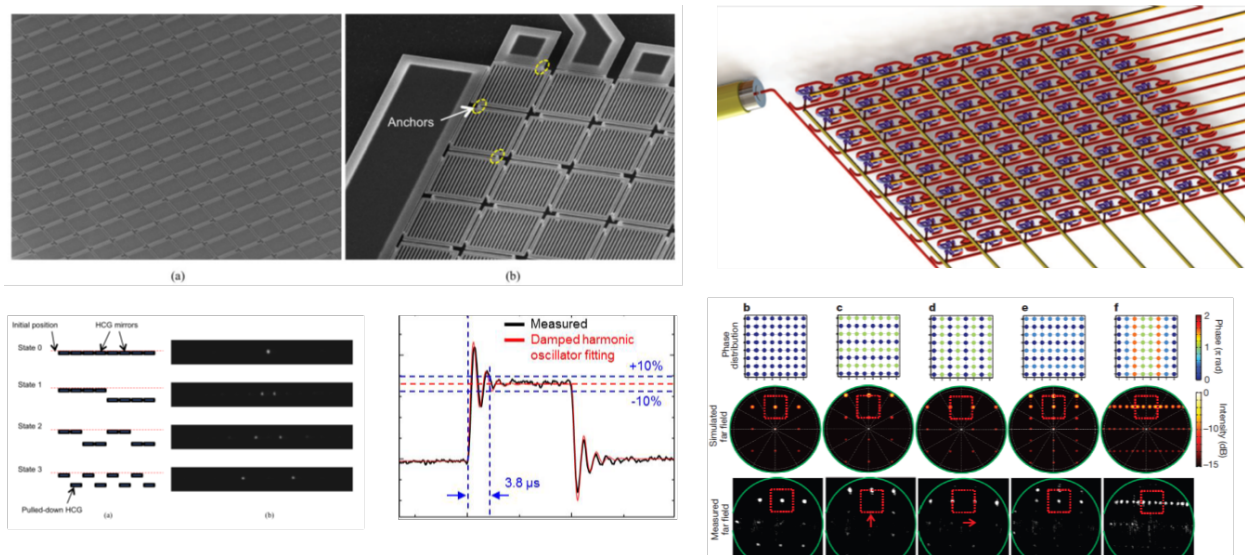 Anchors
(a)
(b)
Initial position
HCG mirrors
State 0
State 1
State 2
State 3
Pulled-down HCG
(a)
(b)
Measured
Damped harmonic
oscillator fitting
+10%
-10%
3.8 µs
b
c
d
e
f
Phase
distribution
2
1
0
Phase (π rad)
Simulated
far field
0
-5
-10
-15
Intensity (dB)
Measured
far field